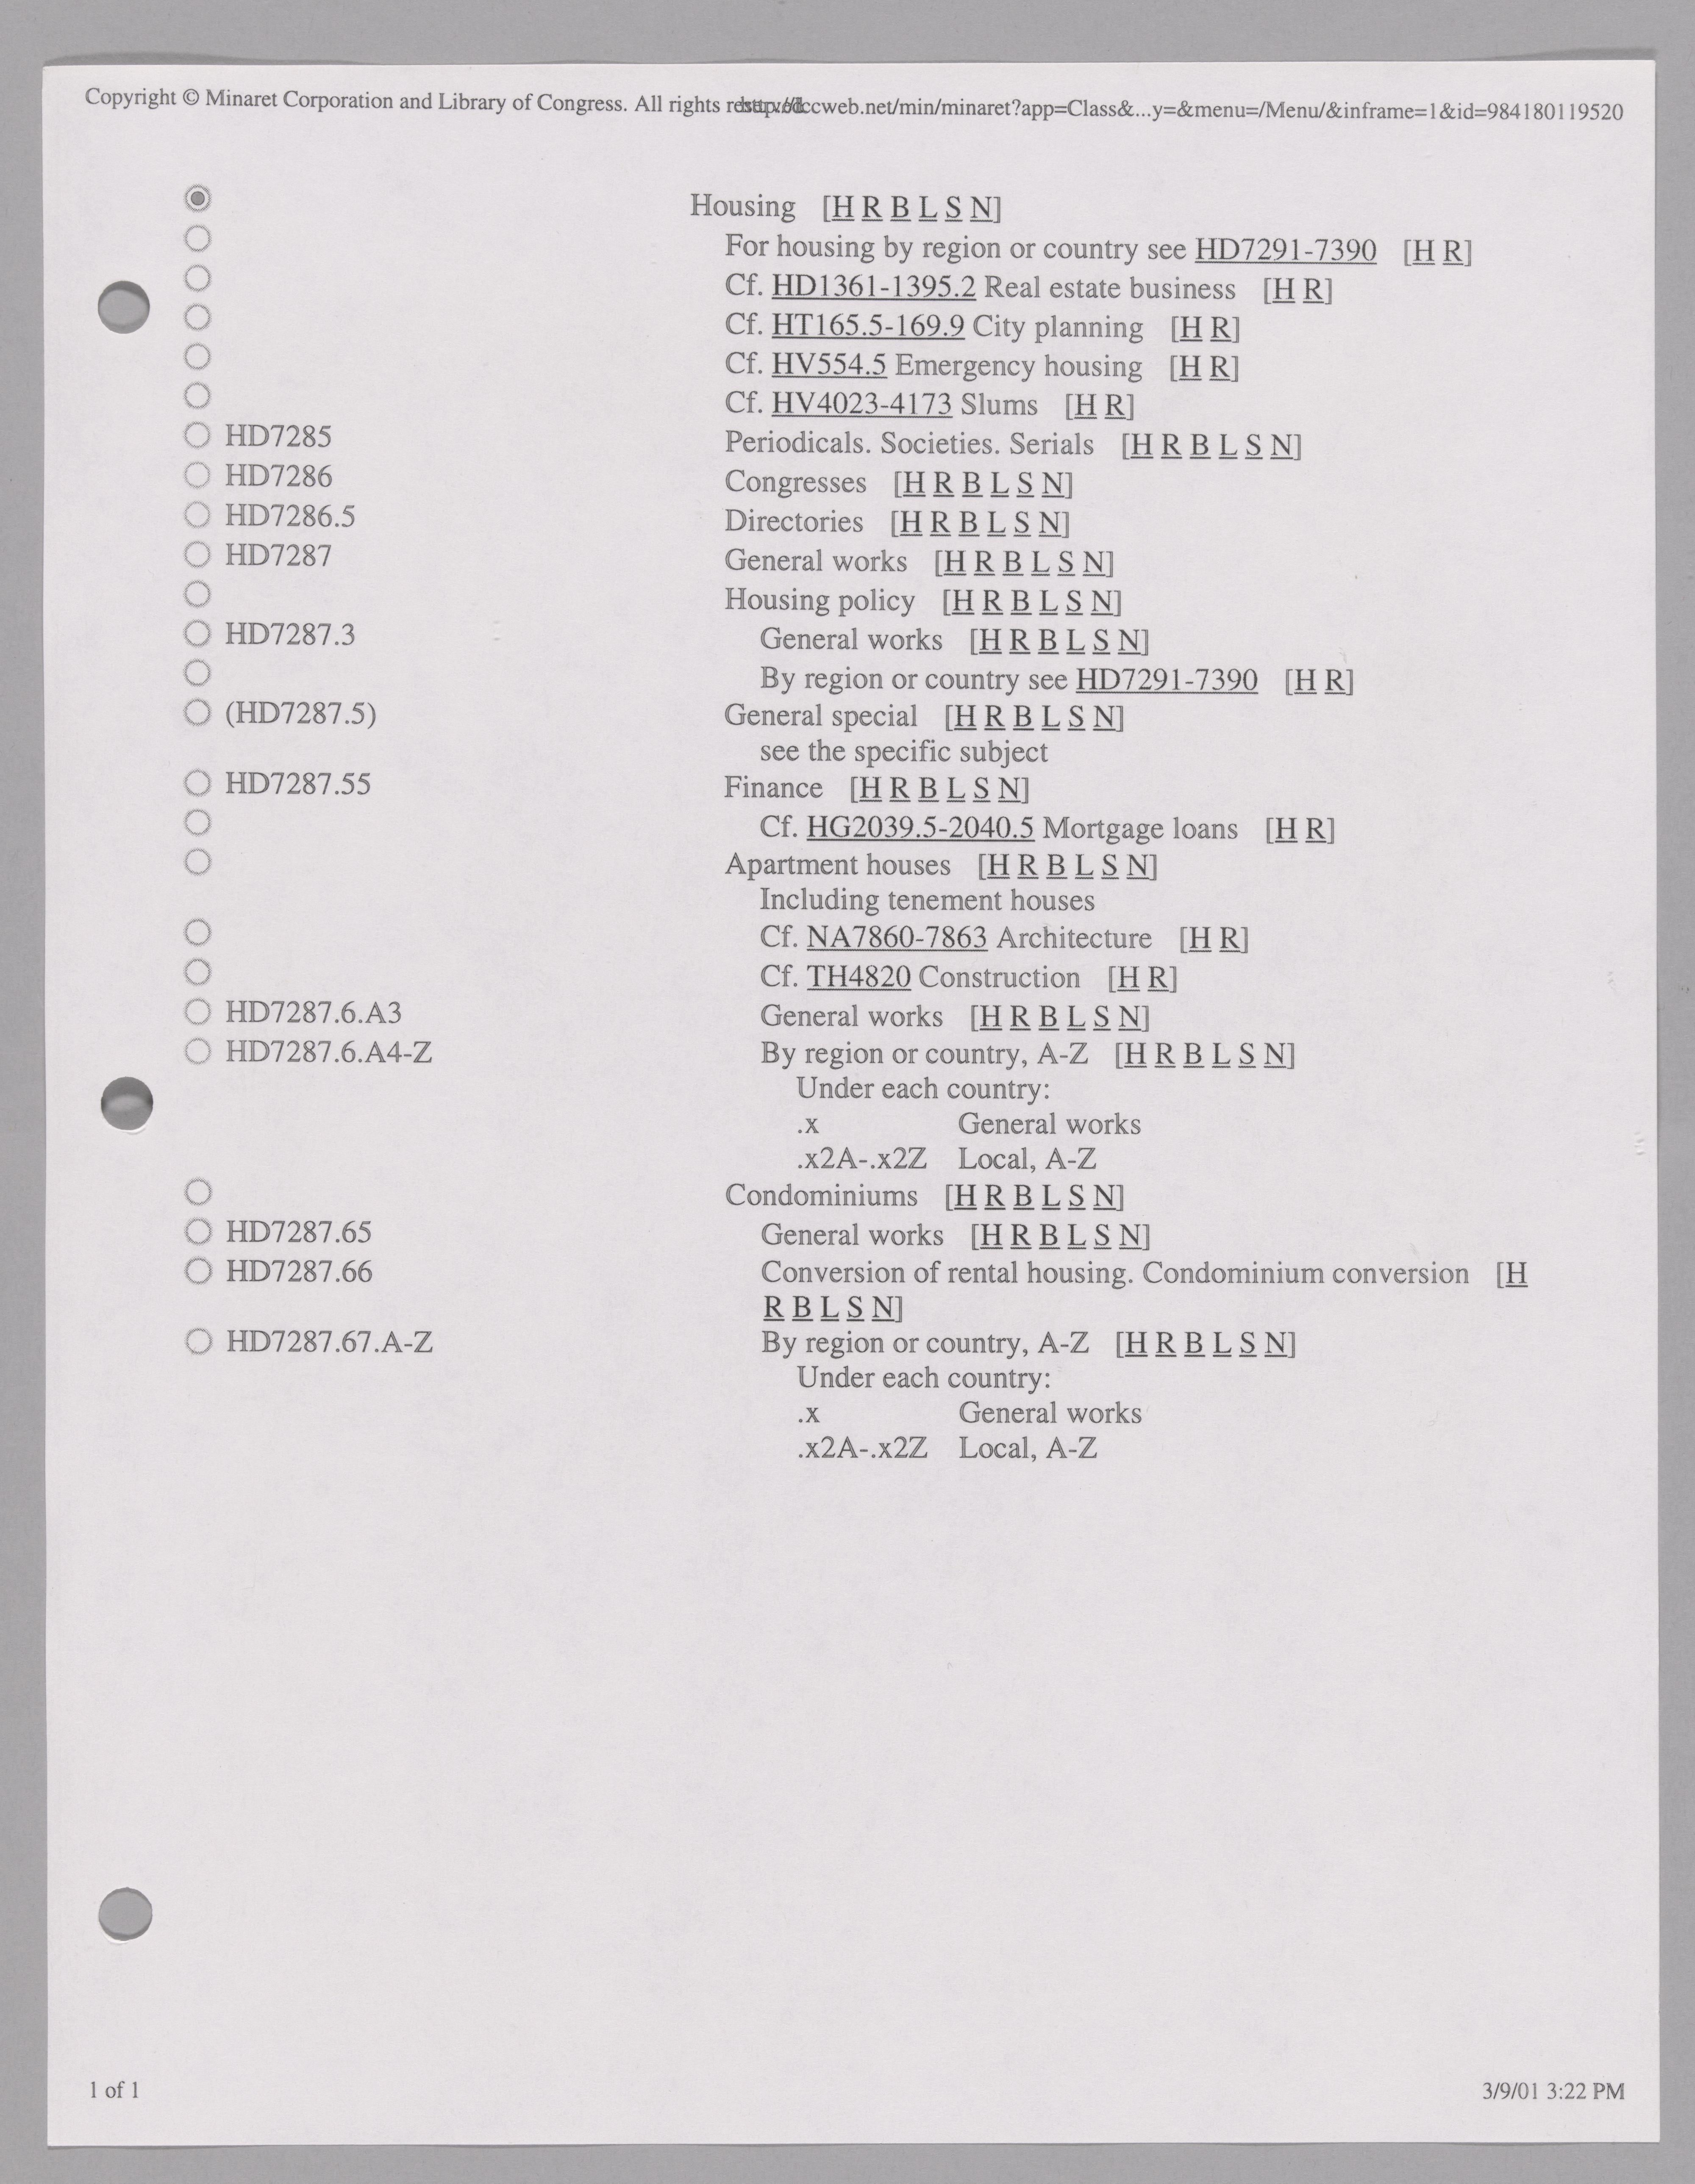 Copyright © Minaret Corporation and Library of Congress. All rights ccweb.net/min/minaret?app=Class&...y=&menu=/Menu/&inframe=1&id=984180119520
Housing [H R B L S N]
For housing by region or country see HD7291-7390 [H R]
Cf. HD1361-1395.2 Real estate business [H R]
Cf. HT165.5-169.9 City planning [H R]
Cf. HV554.5 Emergency housing [H R]
Cf. HV4023-4173 Slums [H R]
HD7285 Periodicals. Societies. Serials [H R B L S N]
HD7286 Congresses [H R B L S N]
HD7286.5 Directories [H R B L S N]
HD7287 General works [H R B L S N]
Housing policy [H R B L S N]
HD7287.3 General works [H R B L S N]
By region or country see HD7291-7390 [H R]
(HD7287.5) General special [H R B L S N]
see the specific subject
HD7287.55 Finance [H R B L S N]
Cf. HG2039.5-2040.5 Mortgage loans [H R]
Apartment houses [H R B L S N]
Including tenement houses
Cf. NA7860-7863 Architecture [H R]
Cf. TH4820 Construction [H R]
HD7287.6.A3 General works [H R B L S N]
HD7287.6.A4-Z By region or country, A-Z [H R B L S N]
Under each country:
.x General works
.x2A-.x2Z Local, A-Z
Condominiums [H R B L S N]
HD7287.65 General works [H R B L S N]
HD7287.66 Conversion of rental housing. Condominium conversion [H
R B L S N]
HD7287.67.A-Z By region or country, A-Z [H R B L S N]
Under each country:
.x General works
.x2A-.x2Z Local, A-Z
1 of 1 3/9/01 3:22 PM